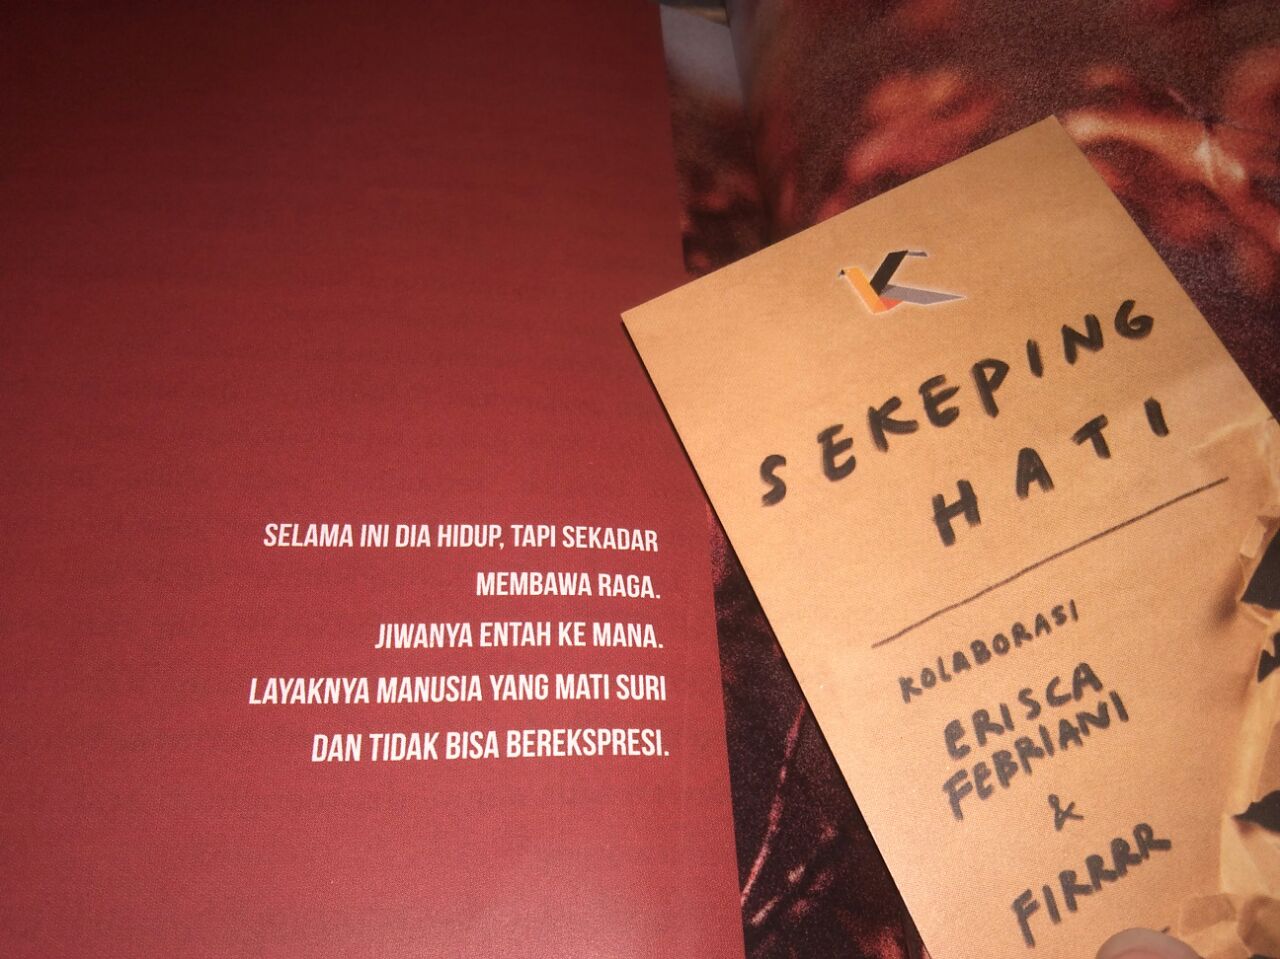 SELAMA INI DIA HIDUP, TAPI SEKADAR
MEMBAWA RAGA.
JIWANYA ENTAH KE MANA.
LAYAKNYA MANUSIA YANG MATI SURI
DAN TIDAK BISA BEREKSPRESI.
SEKEPING
HATI
KOLABORASI
ERISCA
FEBRIANI
&
FIRRRR